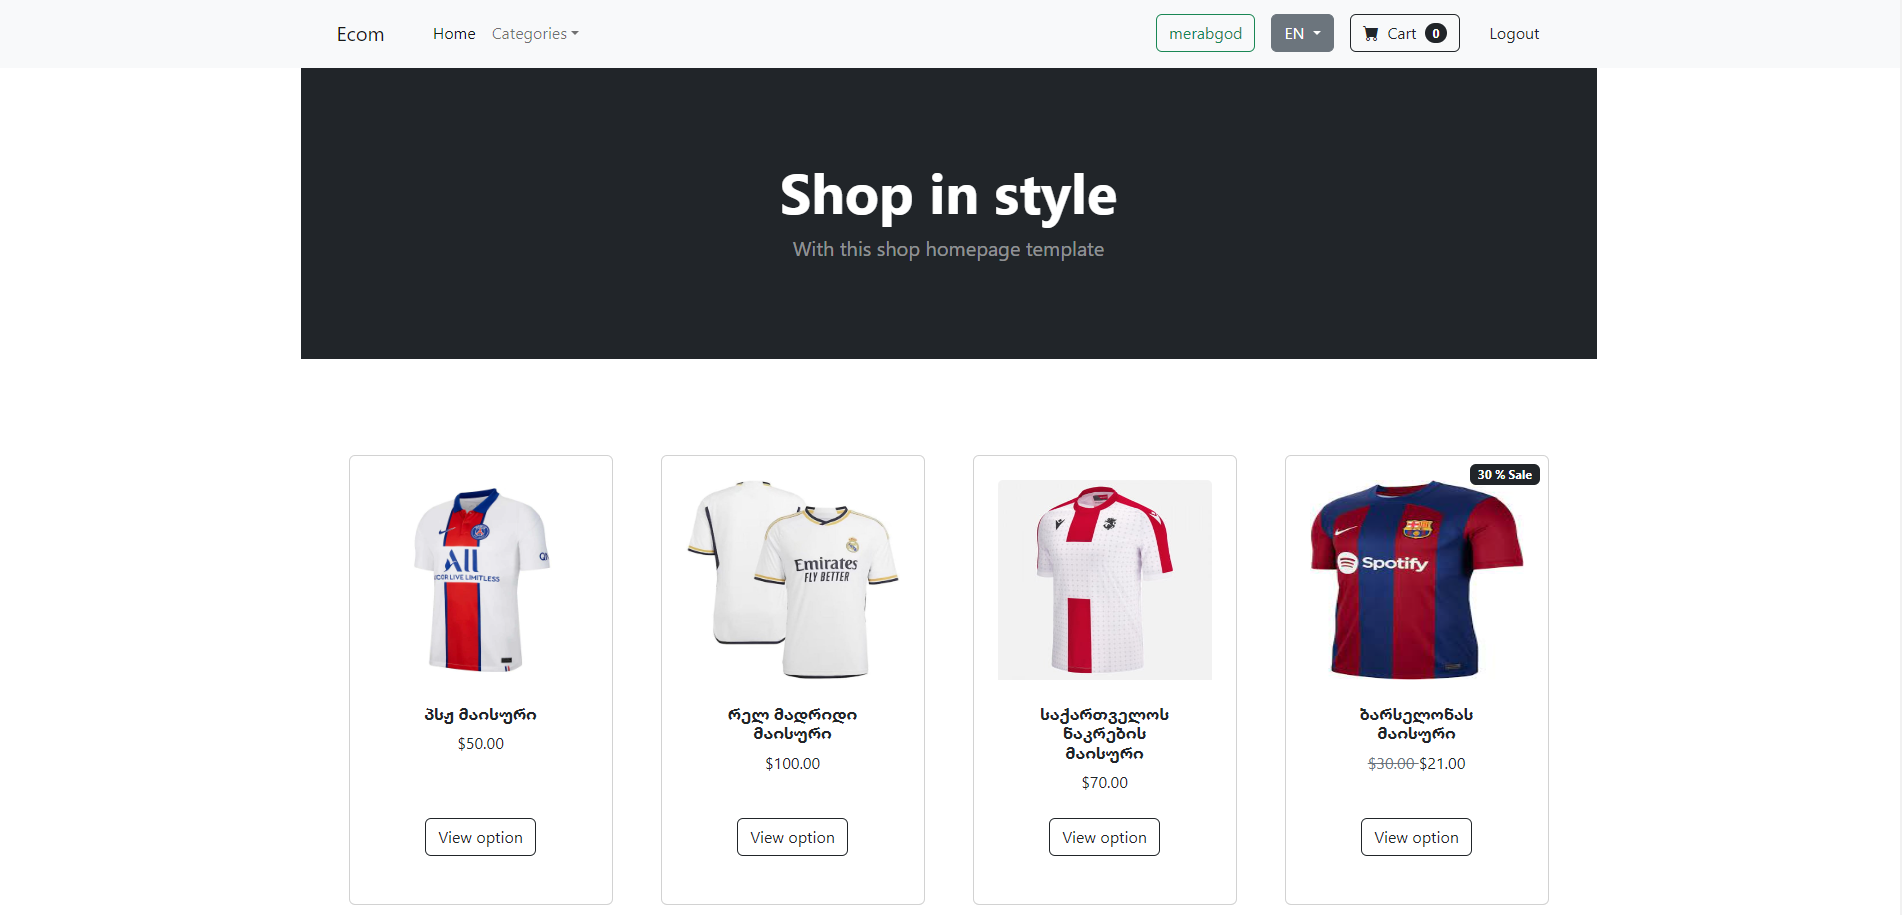 Ecom Home Categories merabgod EN Cart 0 Logout
Shop in style
With this shop homepage template
30 % Sale
ALL
COR LIVE LIMITLESS
Emirates
FLY BETTER
Spotify
პსჟ მაისური
$50.00
View option
რელ მადრიდი
მაისური
$100.00
View option
საქართველოს
ნაკრების
მაისური
$70.00
View option
ბარსელონას
მაისური
$30.00 $21.00
View option